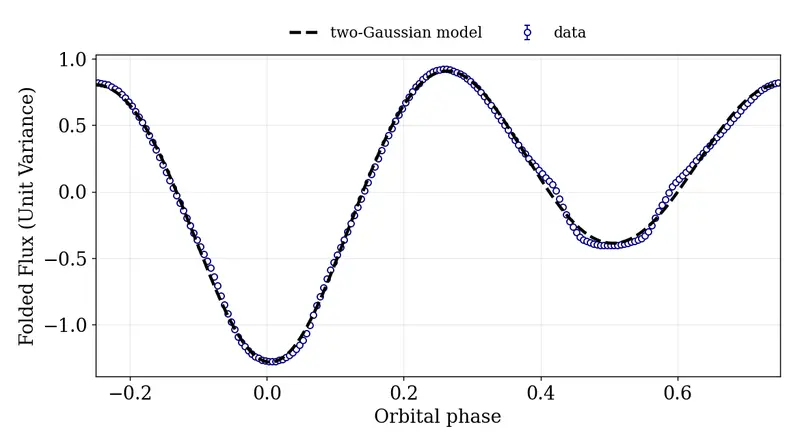 two-Gaussian model data
1.0
0.5
0.0
−0.5
−1.0
Folded Flux (Unit Variance)
−0.2 0.0 0.2 0.4 0.6
Orbital phase